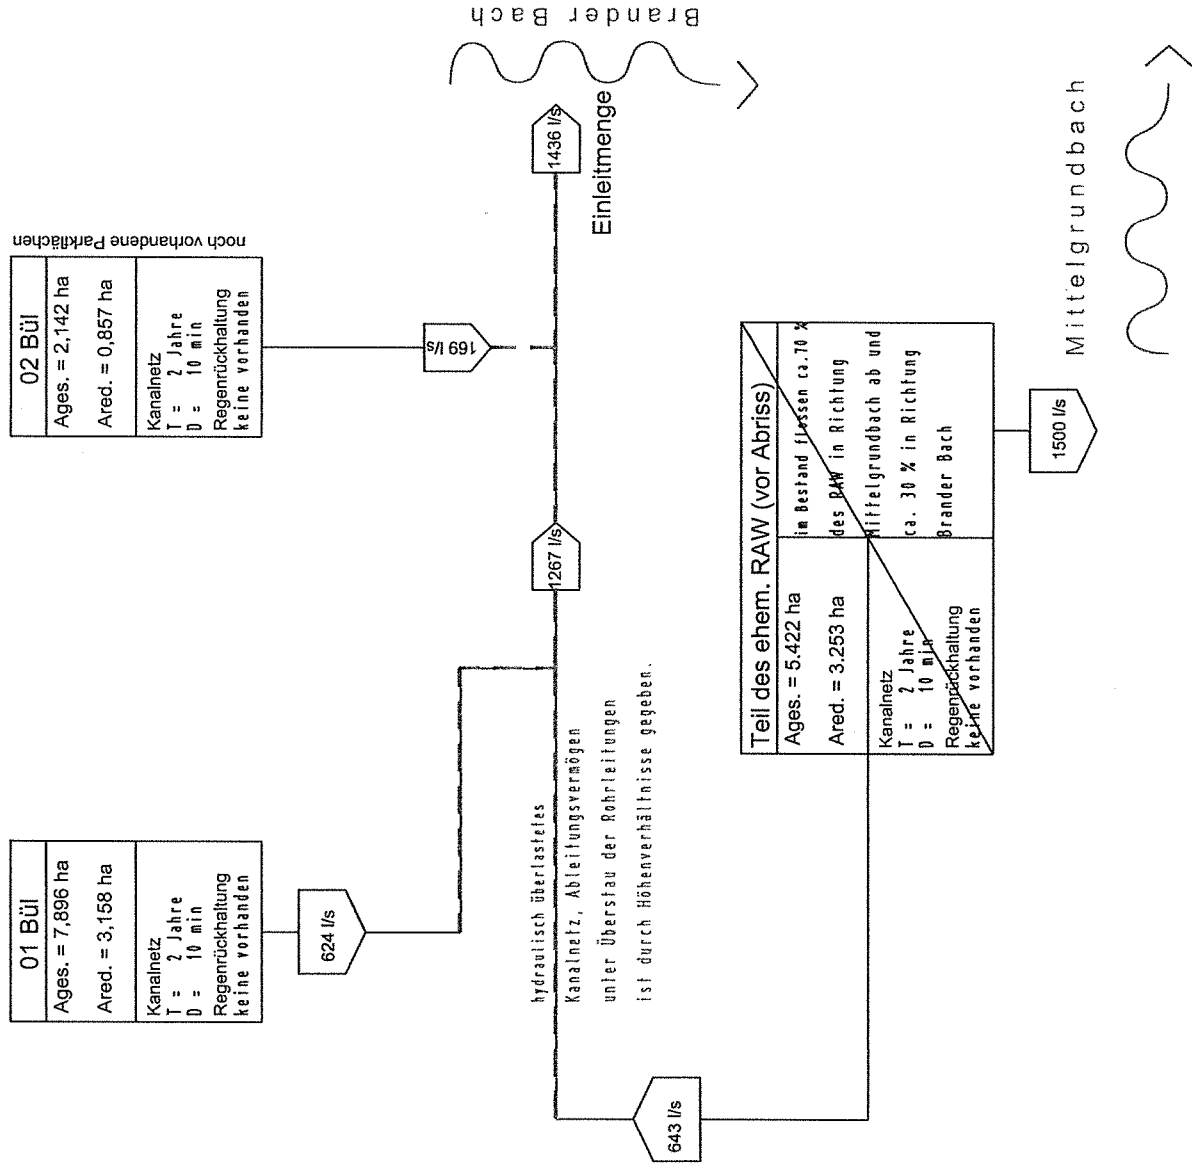 01 Bül
Ages. = 7,896 ha
Ared. = 3,158 ha
Kanalnetz
T = 2 Jahre
D = 10 min
Regenrückhaltung
keine vorhanden
624 l/s
02 Bül
Ages. = 2,142 ha
Ared. = 0,857 ha
Kanalnetz
T = 2 Jahre
D = 10 min
Regenrückhaltung
keine vorhanden
noch vorhandene Parkflächen
169 l/s
1267 l/s
1436 l/s
Einleitmenge
Brander Bach
hydraulisch überlastetes
Kanalnetz, Ableitungsvermögen
unter Überstau der Rohrleitungen
ist durch Höhenverhältnisse gegeben.
643 l/s
Teil des ehem. RAW (vor Abriss)
Ages. = 5.422 ha
Ared. = 3.253 ha
Kanalnetz
T = 2 Jahre
D = 10 min
Regenrückhaltung
keine vorhanden
im Bestand flossen ca.70 %
des RAW in Richtung
Mittelgrundbach ab und
ca. 30 % in Richtung
Brander Bach
1500 l/s
Mittelgrundbach